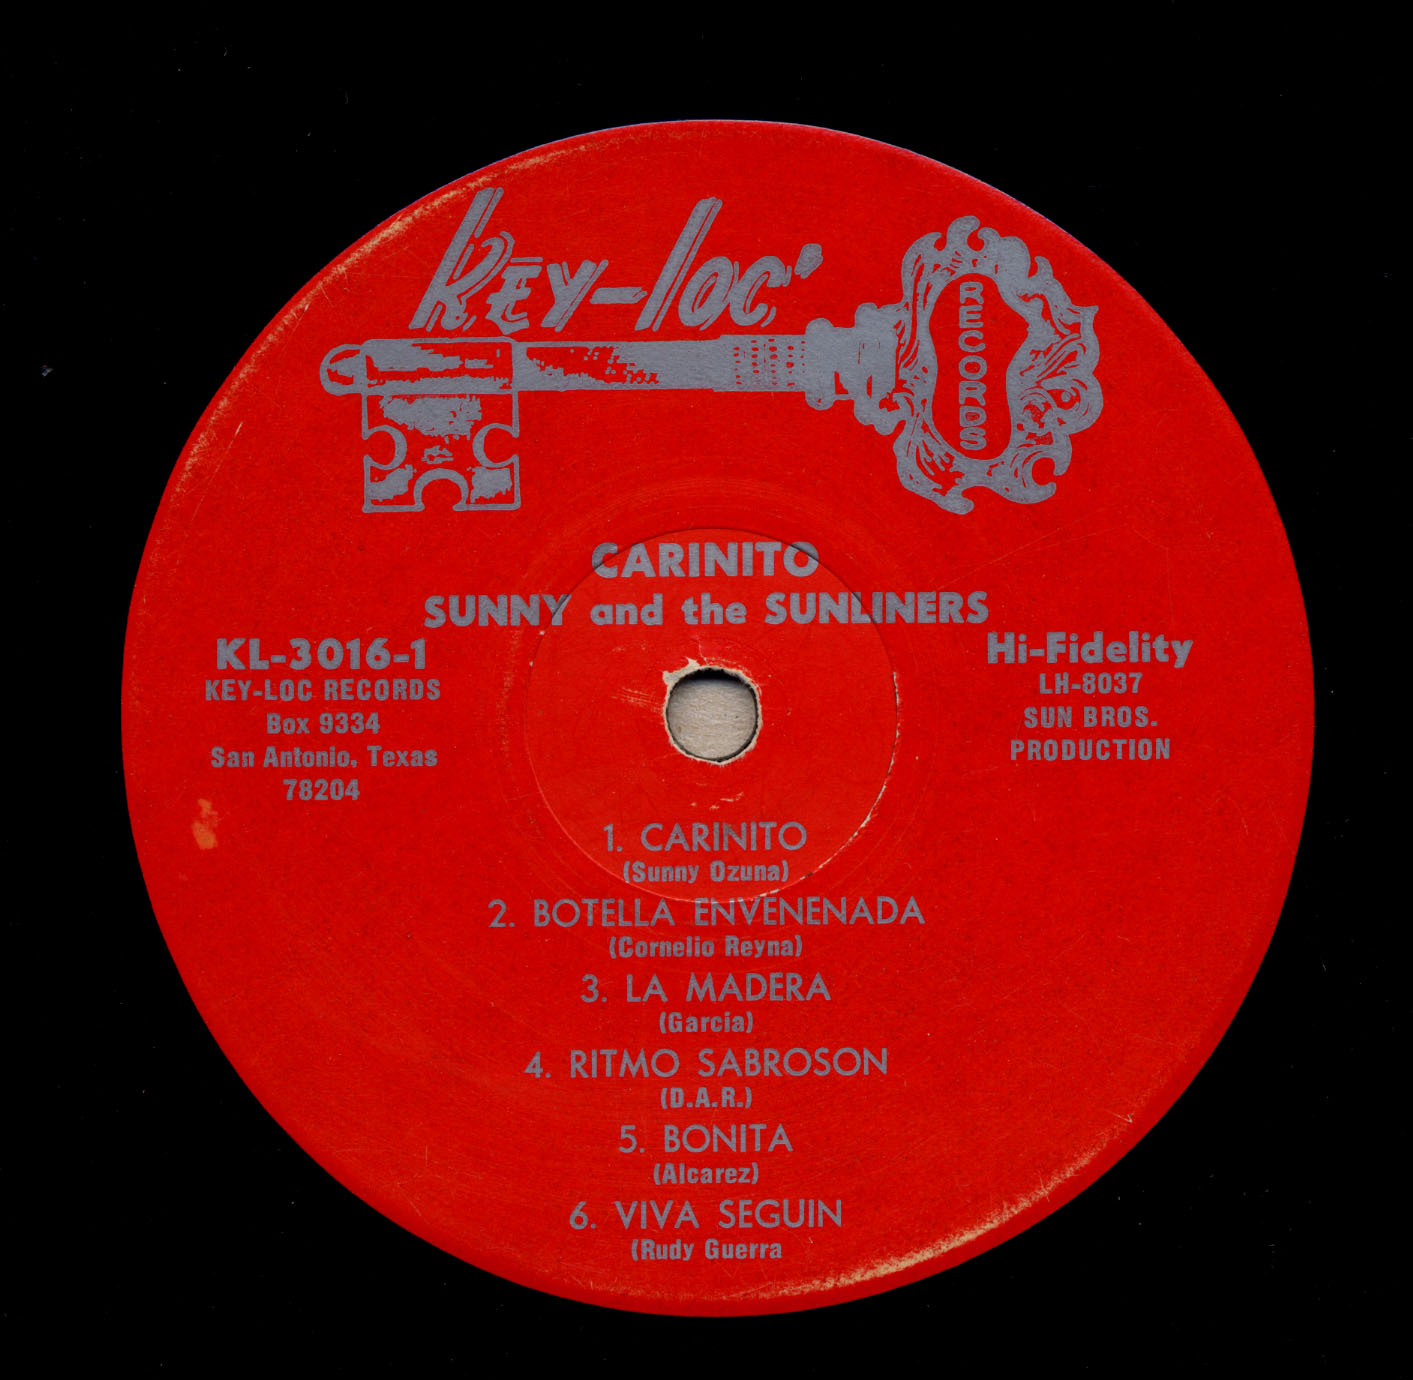 Key-Loc
RECORDS
CARINITO
SUNNY and the SUNLINERS
KL-3016-1
KEY-LOC RECORDS
Box 9334
San Antonio, Texas
78204
Hi-Fidelity
LH-8037
SUN BROS.
PRODUCTION
1. CARINITO
(Sunny Ozuna)
2. BOTELLA ENVENENADA
(Cornelio Reyna)
3. LA MADERA
(Garcia)
4. RITMO SABROSON
(D.A.R.)
5. BONITA
(Alcarez)
6. VIVA SEGUIN
(Rudy Guerra